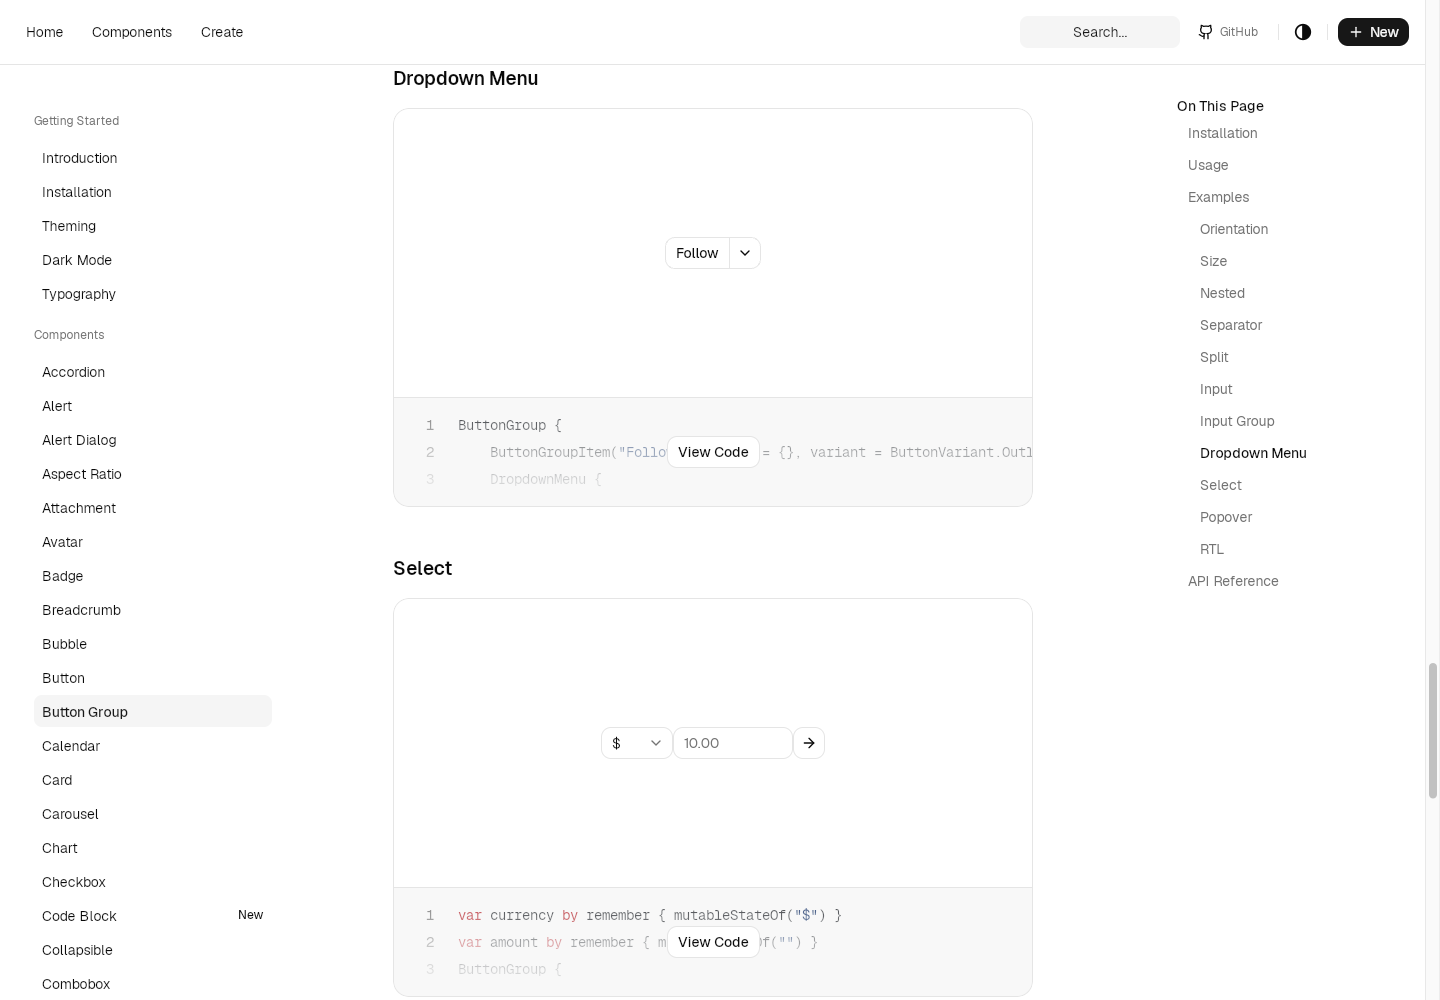 Home
Components
Create
Search...
GitHub
New
Getting Started
Introduction
Installation
Theming
Dark Mode
Typography
Components
Accordion
Alert
Alert Dialog
Aspect Ratio
Attachment
Avatar
Badge
Breadcrumb
Bubble
Button
Button Group
Calendar
Card
Carousel
Chart
Checkbox
Code Block New
Collapsible
Combobox
Dropdown Menu
Follow
1 ButtonGroup {
2 ButtonGroupItem("Follo = {}, variant = ButtonVariant.Outl
View Code
3 DropdownMenu {
Select
$ 10.00
1 var currency by remember { mutableStateOf("$") }
2 var amount by remember { m Of("") }
View Code
3 ButtonGroup {
On This Page
Installation
Usage
Examples
Orientation
Size
Nested
Separator
Split
Input
Input Group
Dropdown Menu
Select
Popover
RTL
API Reference